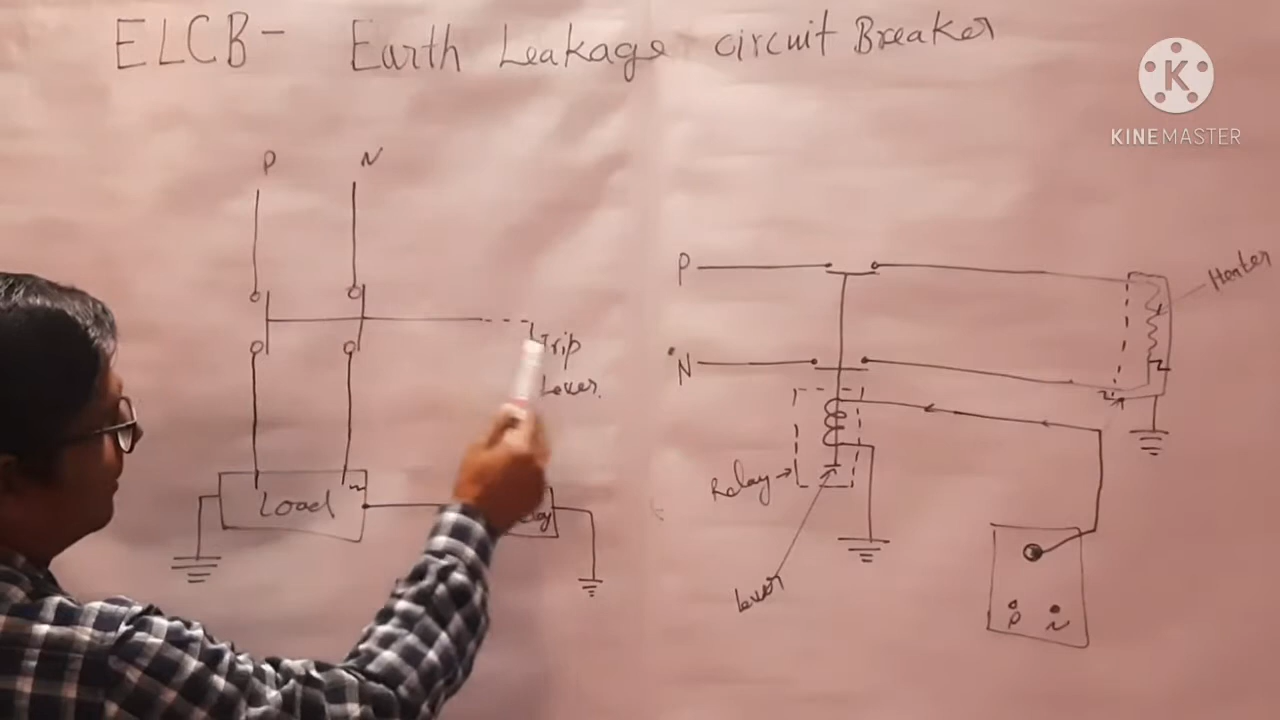 ELCB - Earth Leakage circuit Breaker
KINEMASTER
K
P N
Trip
Lever.
Load
P
N
Heater
Relay
lever
P N